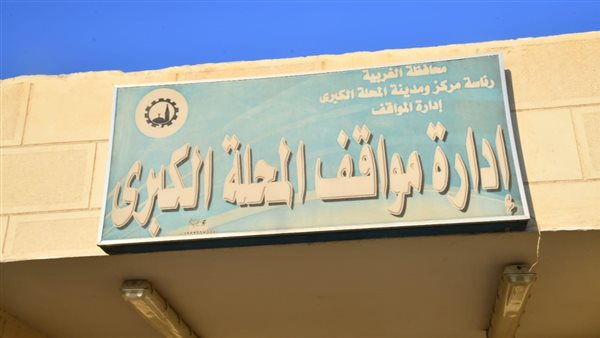 محافظة الغربية
رئاسة مركز ومدينة المحلة الكبرى
إدارة المواقف
إدارة مواقف المحلة الكبرى